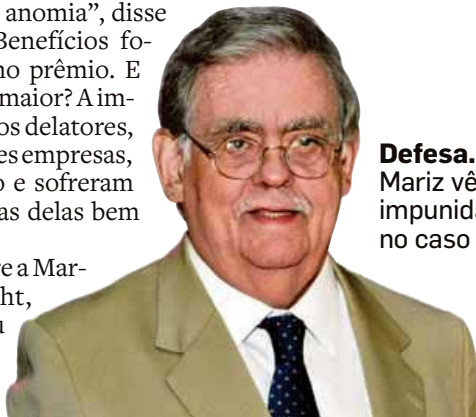 anomia”, disse
Benefícios fo-
no prêmio. E
maior? A im-
os delatores,
es empresas,
o e sofreram
as delas bem
re a Mar-
ht,
Defesa.
Mariz vê
impunida
no caso